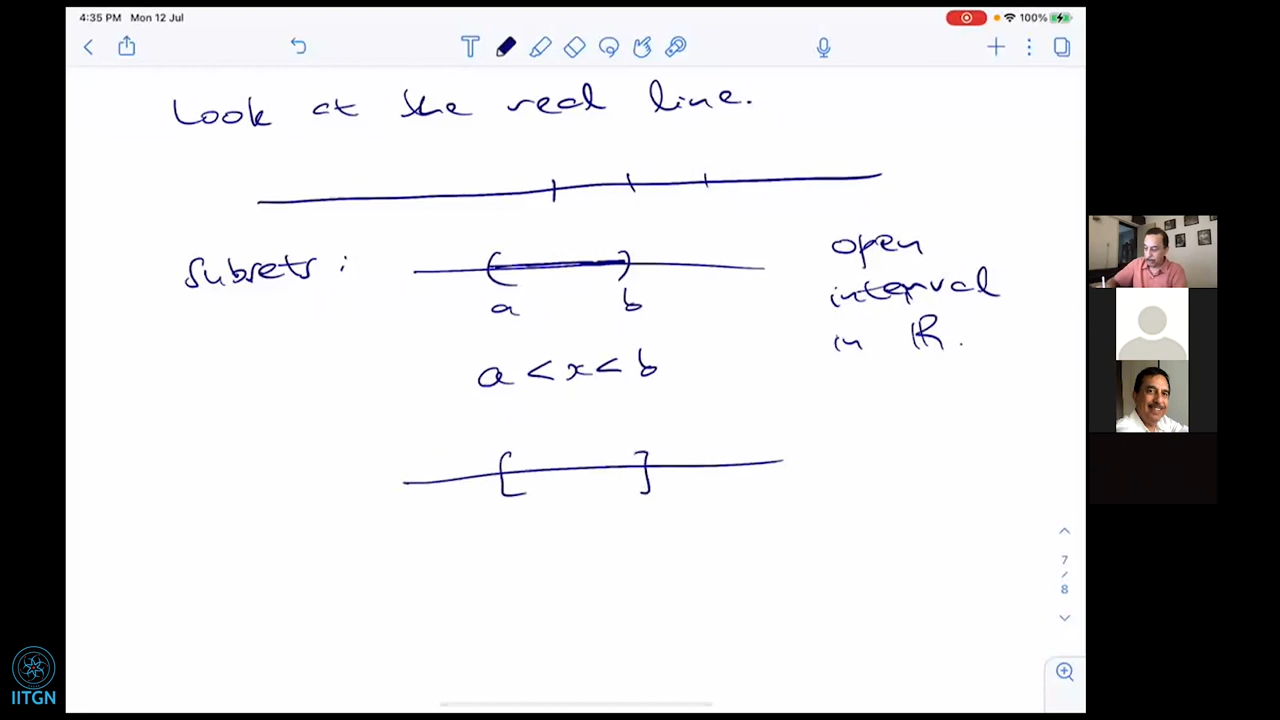 4:35 PM Mon 12 Jul
100%
Look at the real line.
Subsets :
( )
a b
open
interval
in ℝ.
a < x < b
[ ]
7
/
8
IITGN